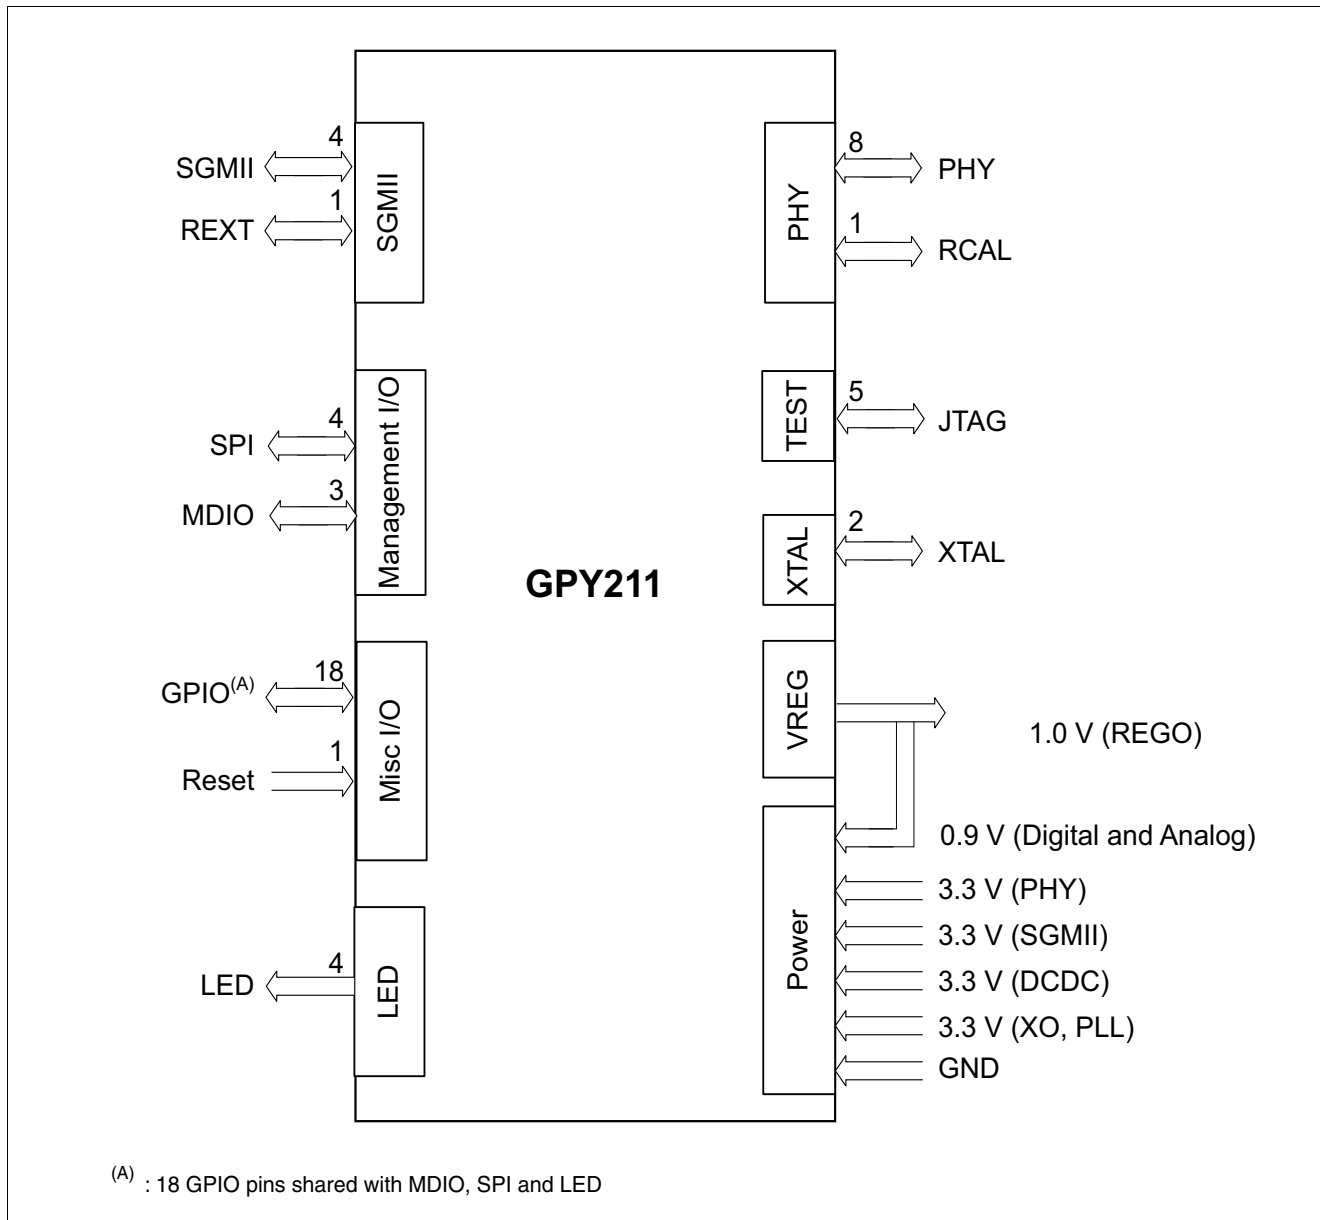 4
SGMII
1
REXT
SGMII
8
PHY
1
RCAL
PHY
4
SPI
3
MDIO
Management I/O
5
JTAG
TEST
2
XTAL
XTAL
GPY211
18
GPIO(A)
1
Reset
Misc I/O
VREG
1.0 V (REGO)
0.9 V (Digital and Analog)
3.3 V (PHY)
3.3 V (SGMII)
3.3 V (DCDC)
3.3 V (XO, PLL)
GND
Power
4
LED
LED
(A) : 18 GPIO pins shared with MDIO, SPI and LED